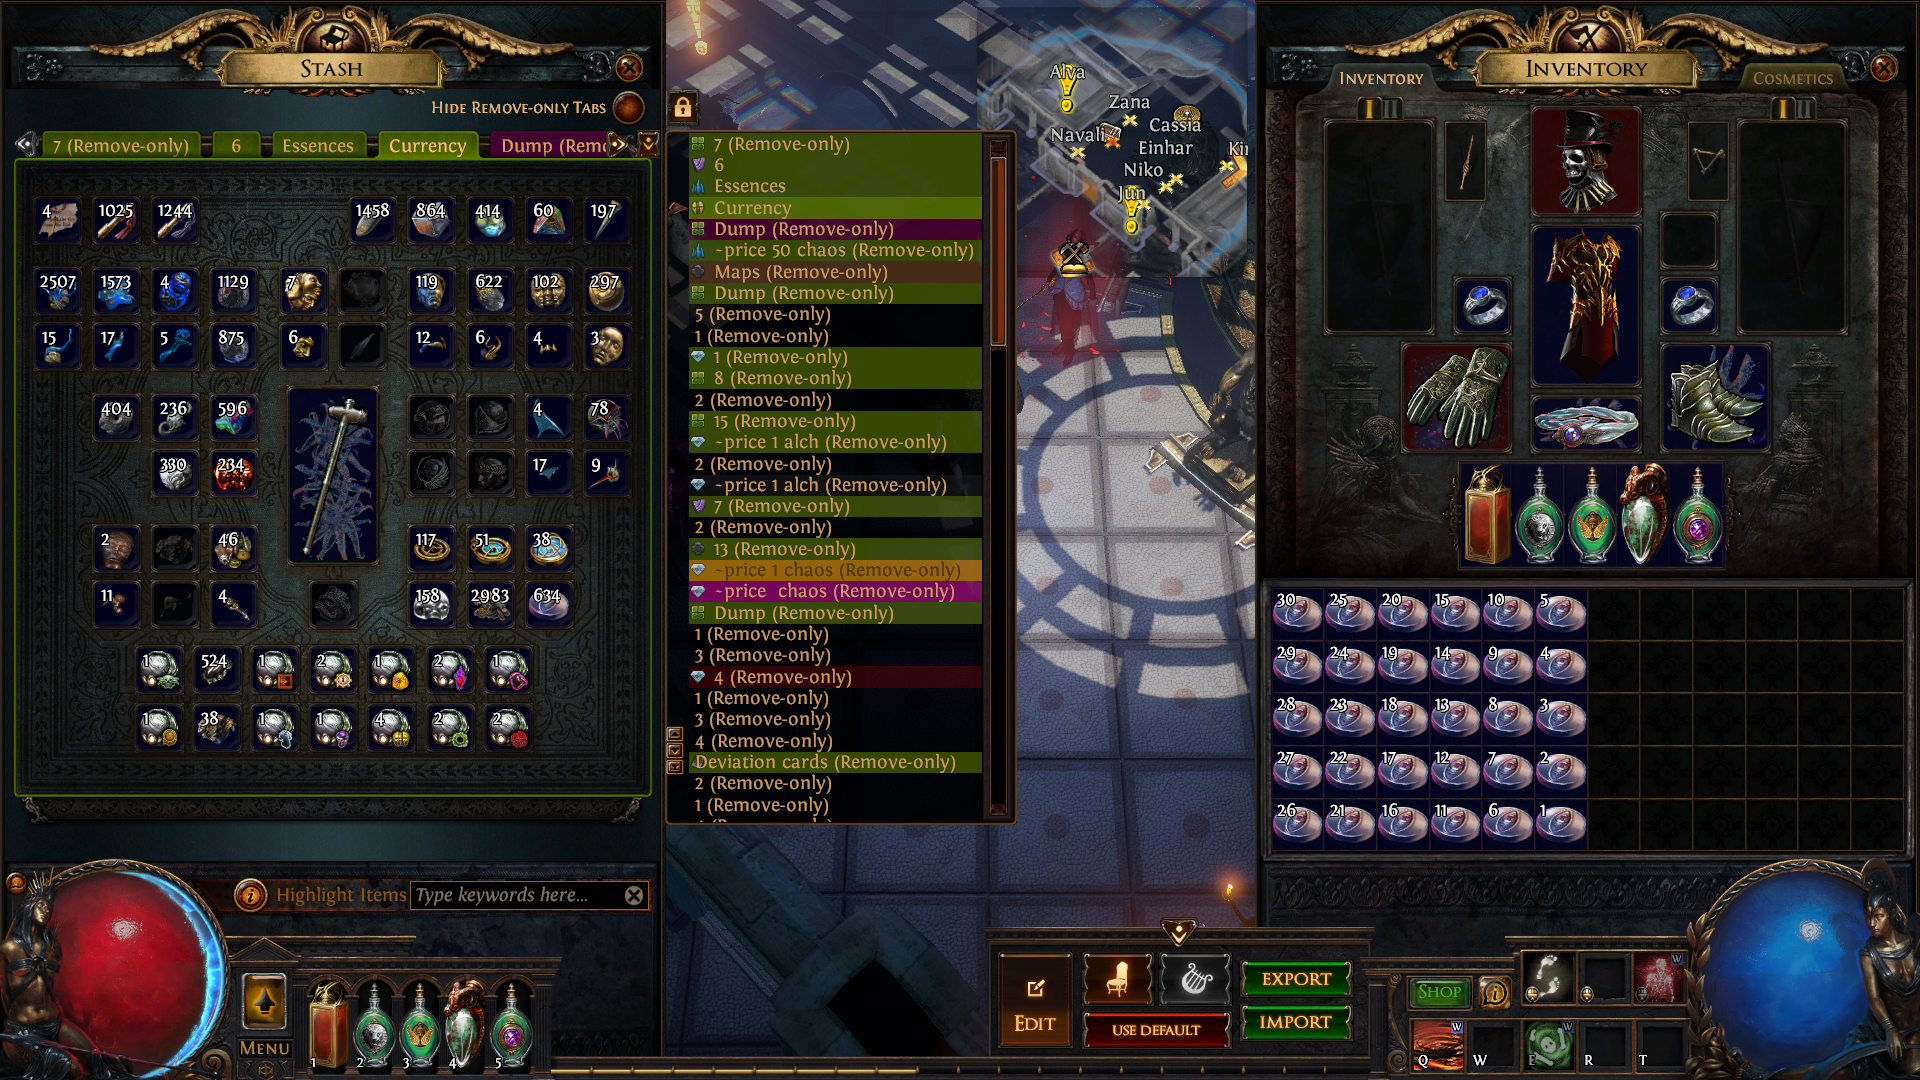 STASH
HIDE REMOVE-ONLY TABS
7 (Remove-only) 6 Essences Currency Dump (Remo
4 1025 1244 1458 864 414 60 197
2507 1573 4 1129 7 119 622 102 297
15 17 5 875 6 12 6 4 3
404 236 596 4 78
330 234 17 9
2 46 117 51 38
11 4 158 2983 634
1 524 1 2 1 2 1
1 38 1 1 4 2 2
Highlight Items Type keywords here...
MENU
1 2 3 4 5
7 (Remove-only)
6
Essences
Currency
Dump (Remove-only)
~price 50 chaos (Remove-only)
Maps (Remove-only)
Dump (Remove-only)
5 (Remove-only)
1 (Remove-only)
1 (Remove-only)
8 (Remove-only)
2 (Remove-only)
15 (Remove-only)
~price 1 alch (Remove-only)
2 (Remove-only)
~price 1 alch (Remove-only)
7 (Remove-only)
2 (Remove-only)
13 (Remove-only)
~price 1 chaos (Remove-only)
~price  chaos (Remove-only)
Dump (Remove-only)
1 (Remove-only)
3 (Remove-only)
4 (Remove-only)
1 (Remove-only)
3 (Remove-only)
4 (Remove-only)
Deviation cards (Remove-only)
2 (Remove-only)
1 (Remove-only)
Alva
Zana
Navali
Cassia
Einhar
Kir
Niko
Jun
INVENTORY
INVENTORY
COSMETICS
I II
I II
30 25 20 15 10 5
29 24 19 14 9 4
28 23 18 13 8 3
27 22 17 12 7 2
26 21 16 11 6 1
EDIT
USE DEFAULT
EXPORT
IMPORT
SHOP
W
W W
Q W E R T